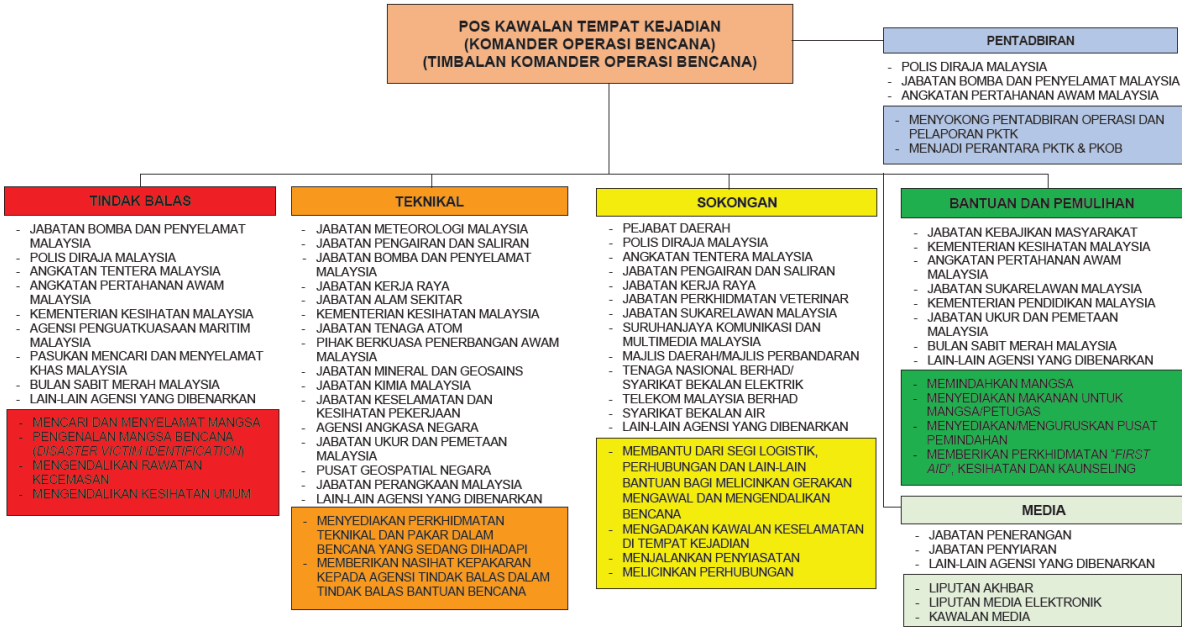 POS KAWALAN TEMPAT KEJADIAN
(KOMANDER OPERASI BENCANA)
(TIMBALAN KOMANDER OPERASI BENCANA)
PENTADBIRAN
- POLIS DIRAJA MALAYSIA
- JABATAN BOMBA DAN PENYELAMAT MALAYSIA
- ANGKATAN PERTAHANAN AWAM MALAYSIA
- MENYOKONG PENTADBIRAN OPERASI DAN
PELAPORAN PKTK
- MENJADI PERANTARA PKTK & PKOB
TINDAK BALAS
- JABATAN BOMBA DAN PENYELAMAT
MALAYSIA
- POLIS DIRAJA MALAYSIA
- ANGKATAN TENTERA MALAYSIA
- ANGKATAN PERTAHANAN AWAM
MALAYSIA
- KEMENTERIAN KESIHATAN MALAYSIA
- AGENSI PENGUATKUASAAN MARITIM
MALAYSIA
- PASUKAN MENCARI DAN MENYELAMAT
KHAS MALAYSIA
- BULAN SABIT MERAH MALAYSIA
- LAIN-LAIN AGENSI YANG DIBENARKAN
- MENCARI DAN MENYELAMAT MANGSA
- PENGENALAN MANGSA BENCANA
(DISASTER VICTIM IDENTIFICATION)
- MENGENDALIKAN RAWATAN
KECEMASAN
- MENGENDALIKAN KESIHATAN UMUM
TEKNIKAL
- JABATAN METEOROLOGI MALAYSIA
- JABATAN PENGAIRAN DAN SALIRAN
- JABATAN BOMBA DAN PENYELAMAT
MALAYSIA
- JABATAN KERJA RAYA
- JABATAN ALAM SEKITAR
- KEMENTERIAN KESIHATAN MALAYSIA
- JABATAN TENAGA ATOM
- PIHAK BERKUASA PENERBANGAN AWAM
MALAYSIA
- JABATAN MINERAL DAN GEOSAINS
- JABATAN KIMIA MALAYSIA
- JABATAN KESELAMATAN DAN
KESIHATAN PEKERJAAN
- AGENSI ANGKASA NEGARA
- JABATAN UKUR DAN PEMETAAN
MALAYSIA
- PUSAT GEOSPATIAL NEGARA
- JABATAN PERANGKAAN MALAYSIA
- LAIN-LAIN AGENSI YANG DIBENARKAN
- MENYEDIAKAN PERKHIDMATAN
TEKNIKAL DAN PAKAR DALAM
BENCANA YANG SEDANG DIHADAPI
- MEMBERIKAN NASIHAT KEPAKARAN
KEPADA AGENSI TINDAK BALAS DALAM
TINDAK BALAS BANTUAN BENCANA
SOKONGAN
- PEJABAT DAERAH
- POLIS DIRAJA MALAYSIA
- ANGKATAN TENTERA MALAYSIA
- JABATAN PENGAIRAN DAN SALIRAN
- JABATAN KERJA RAYA
- JABATAN PERKHIDMATAN VETERINAR
- JABATAN SUKARELAWAN MALAYSIA
- SURUHANJAYA KOMUNIKASI DAN
MULTIMEDIA MALAYSIA
- MAJLIS DAERAH/MAJLIS PERBANDARAN
- TENAGA NASIONAL BERHAD/
SYARIKAT BEKALAN ELEKTRIK
- TELEKOM MALAYSIA BERHAD
- SYARIKAT BEKALAN AIR
- LAIN-LAIN AGENSI YANG DIBENARKAN
- MEMBANTU DARI SEGI LOGISTIK,
PERHUBUNGAN DAN LAIN-LAIN
BANTUAN BAGI MELICINKAN GERAKAN
MENGAWAL DAN MENGENDALIKAN
BENCANA
- MENGADAKAN KAWALAN KESELAMATAN
DI TEMPAT KEJADIAN
- MENJALANKAN PENYIASATAN
- MELICINKAN PERHUBUNGAN
BANTUAN DAN PEMULIHAN
- JABATAN KEBAJIKAN MASYARAKAT
- KEMENTERIAN KESIHATAN MALAYSIA
- ANGKATAN PERTAHANAN AWAM
MALAYSIA
- JABATAN SUKARELAWAN MALAYSIA
- KEMENTERIAN PENDIDIKAN MALAYSIA
- JABATAN UKUR DAN PEMETAAN
MALAYSIA
- BULAN SABIT MERAH MALAYSIA
- LAIN-LAIN AGENSI YANG DIBENARKAN
- MEMINDAHKAN MANGSA
- MENYEDIAKAN MAKANAN UNTUK
MANGSA/PETUGAS
- MENYEDIAKAN/MENGURUSKAN PUSAT
PEMINDAHAN
- MEMBERIKAN PERKHIDMATAN "FIRST
AID", KESIHATAN DAN KAUNSELING
MEDIA
- JABATAN PENERANGAN
- JABATAN PENYIARAN
- LAIN-LAIN AGENSI YANG DIBENARKAN
- LIPUTAN AKHBAR
- LIPUTAN MEDIA ELEKTRONIK
- KAWALAN MEDIA